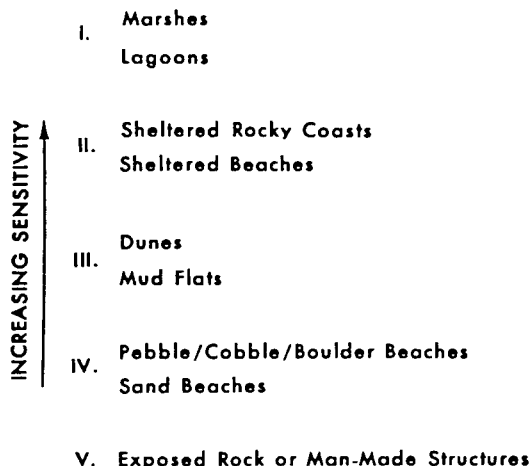 I. Marshes
Lagoons
INCREASING SENSITIVITY
II. Sheltered Rocky Coasts
Sheltered Beaches
III. Dunes
Mud Flats
IV. Pebble/Cobble/Boulder Beaches
Sand Beaches
V. Exposed Rock or Man-Made Structures